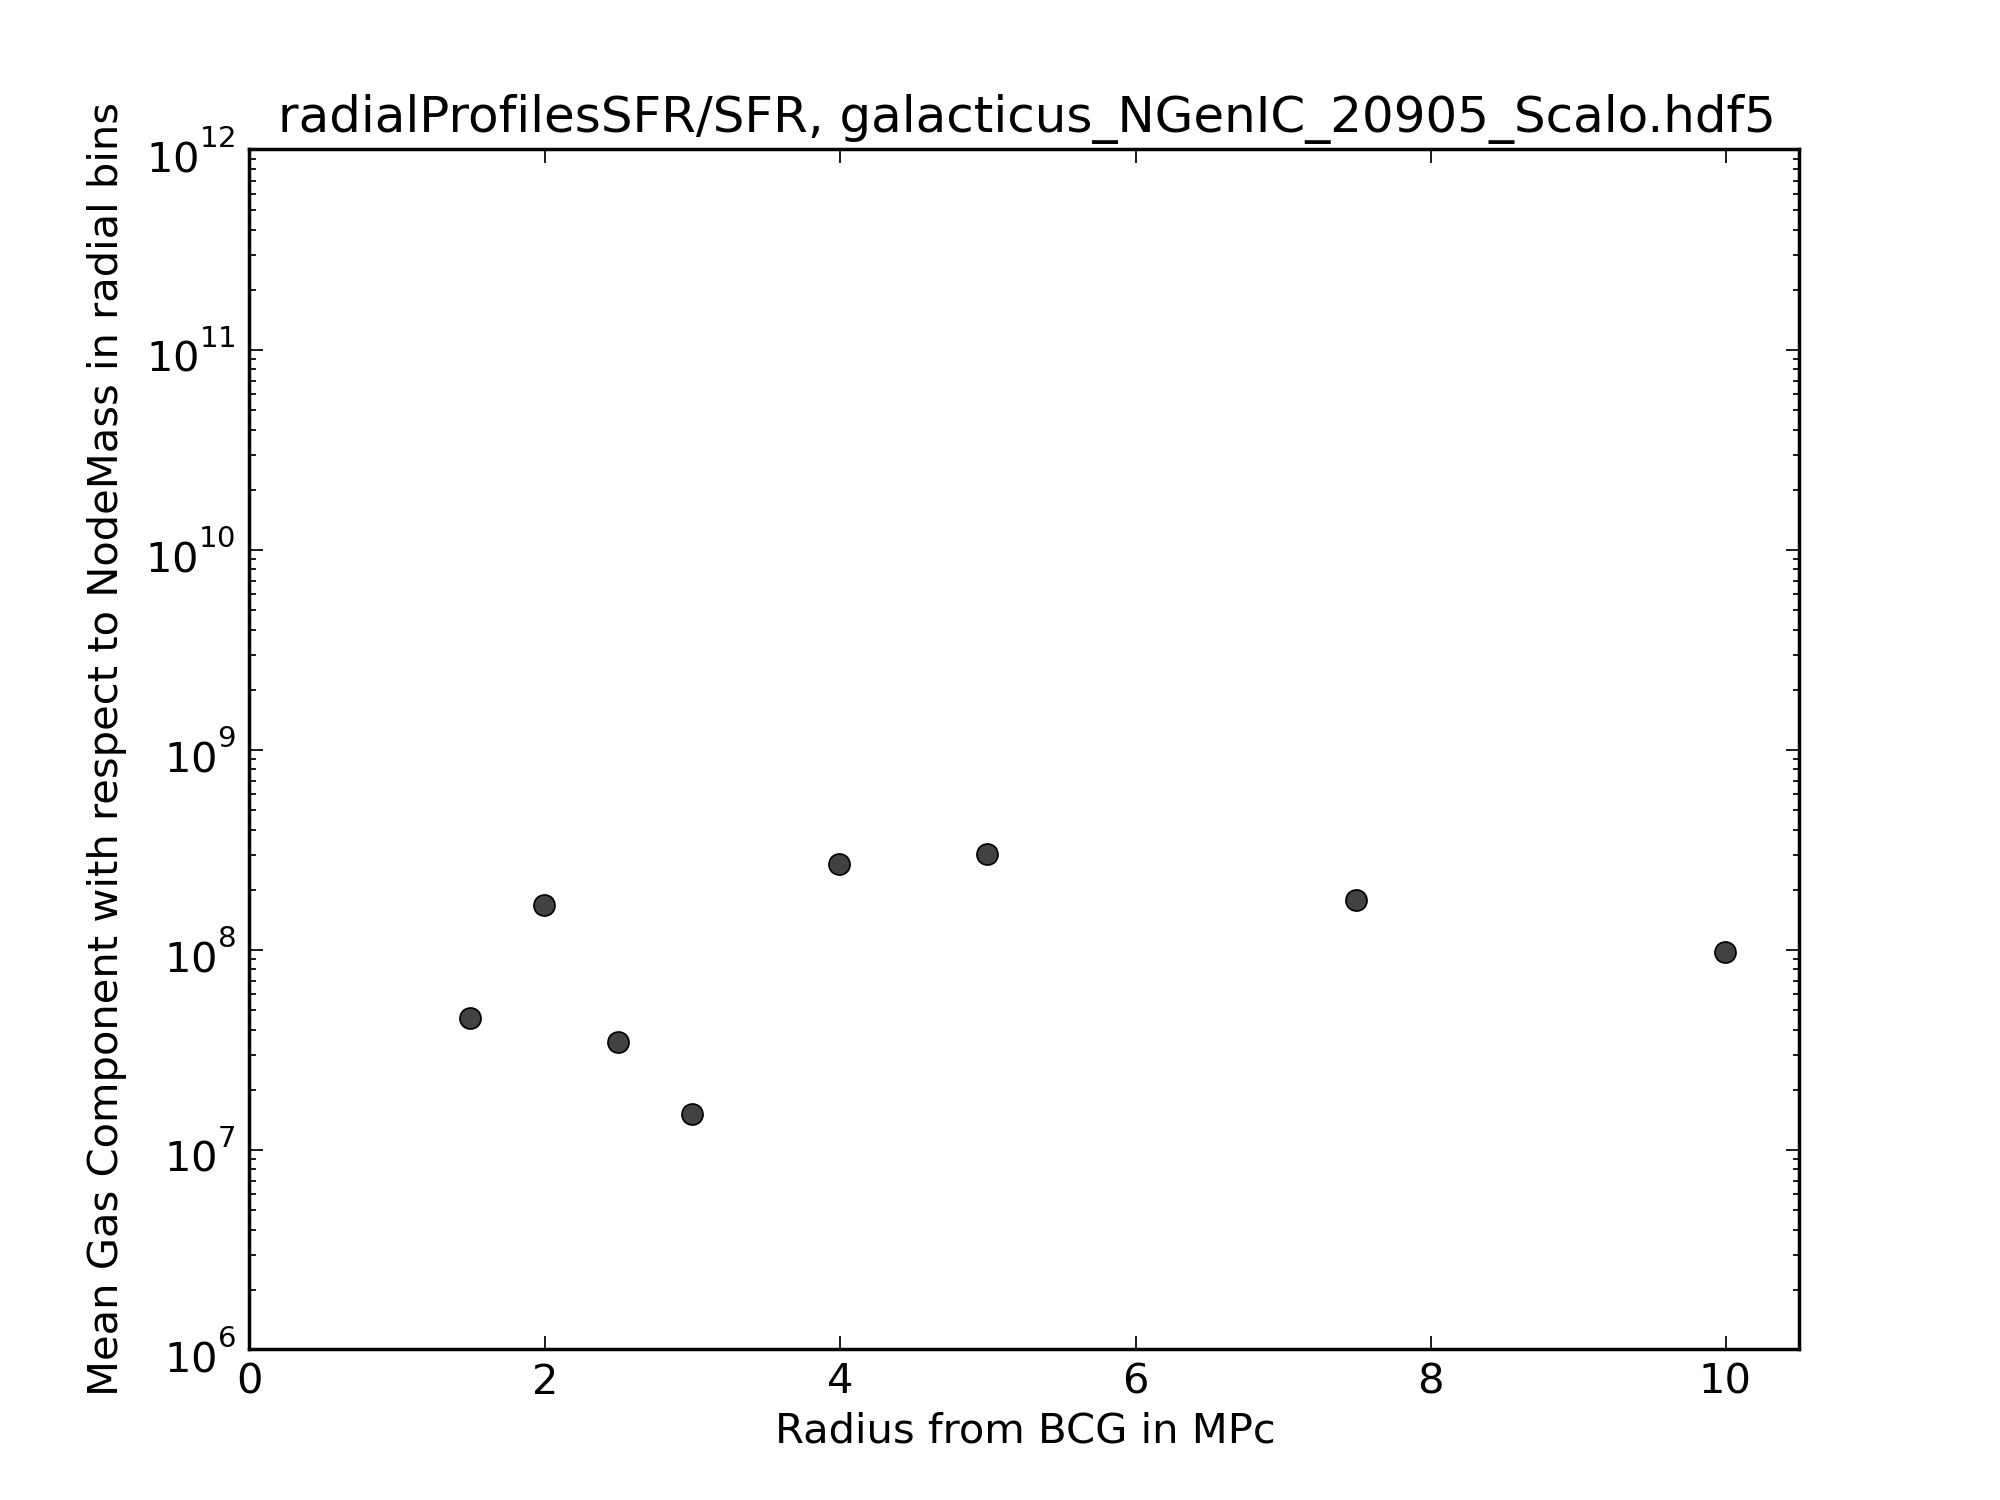 radialProfilesSFR/SFR, galacticus_NGenIC_20905_Scalo.hdf5
Mean Gas Component with respect to NodeMass in radial bins
10^12
10^11
10^10
10^9
10^8
10^7
10^6
0 2 4 6 8 10
Radius from BCG in MPc